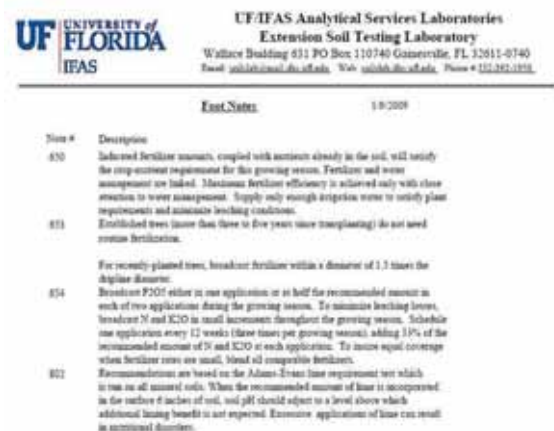 UF UNIVERSITY of
FLORIDA
IFAS
UF/IFAS Analytical Services Laboratories
Extension Soil Testing Laboratory
Wallace Building 631 PO Box 110740 Gainesville, FL 32611-0740
Email Web Phone #
Foot Notes 1/9/2009
Note # Description
650 Indicated fertilizer amounts, coupled with nutrients already in the soil, will satisfy
the crop nutrient requirement for this growing season. Fertilizer and water
management are linked. Maximum fertilizer efficiency is achieved only with close
attention to water management. Supply only enough irrigation water to satisfy plant
requirements and minimize leaching conditions.
Established trees (more than three to five years since transplanting) do not need
routine fertilization.
For recently-planted trees, broadcast fertilizer within a diameter of 1.5 times the
dripline diameter.
654 Broadcast P2O5 either in one application or at half the recommended amount in
each of two applications during the growing season. To minimize leaching losses,
broadcast N and K2O in small increments throughout the growing season. Schedule
one application every 12 weeks (three times per growing season), adding 33% of the
recommended amount of N and K2O at each application. To insure equal coverage
when fertilizer rates are small, blend all compatible fertilizers.
802 Recommendations are based on the Adams-Evans lime requirement test which
is run on all mineral soils. When the recommended amount of lime is incorporated
in the surface 6 inches of soil, soil pH should adjust to a level above which
additional liming benefit is not expected. Excessive applications of lime can result
in nutritional disorders.